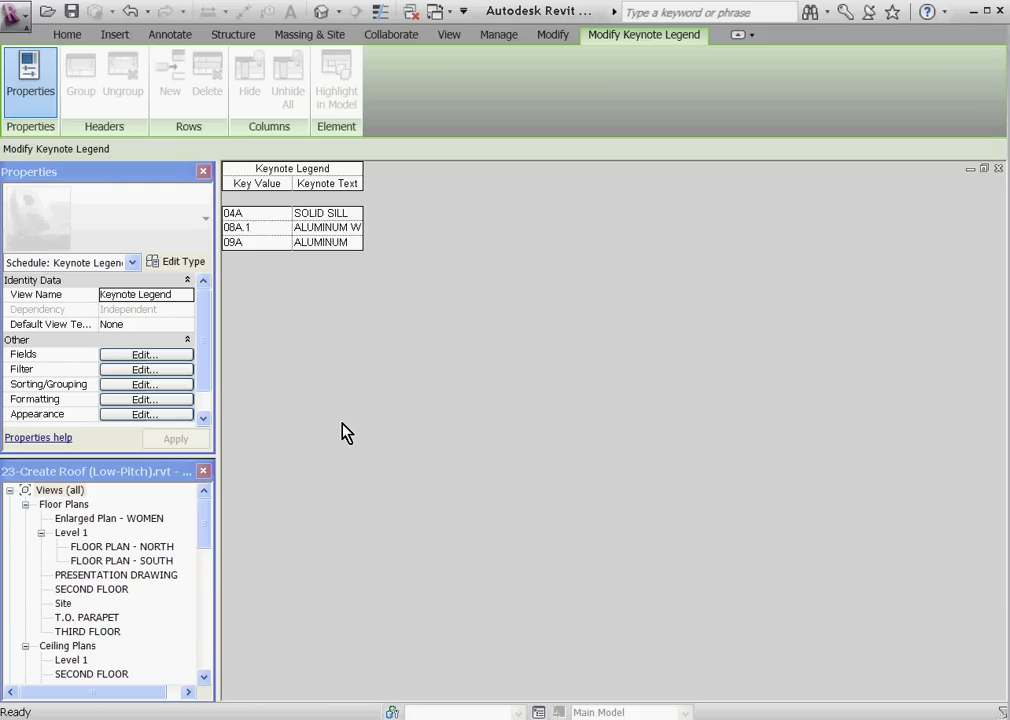 Autodesk Revit ...
Type a keyword or phrase
Home Insert Annotate Structure Massing & Site Collaborate View Manage Modify Modify Keynote Legend
Properties Group Ungroup New Delete Hide Unhide All Highlight in Model
Properties Headers Rows Columns Element
Modify Keynote Legend
Properties
Schedule: Keynote Legen
Edit Type
Identity Data
View Name Keynote Legend
Dependency Independent
Default View Te... None
Other
Fields Edit...
Filter Edit...
Sorting/Grouping Edit...
Formatting Edit...
Appearance Edit...
Properties help Apply
Keynote Legend
Key Value Keynote Text
04A SOLID SILL
08A.1 ALUMINUM W
09A ALUMINUM
23-Create Roof (Low-Pitch).rvt - ...
Views (all)
Floor Plans
Enlarged Plan - WOMEN
Level 1
FLOOR PLAN - NORTH
FLOOR PLAN - SOUTH
PRESENTATION DRAWING
SECOND FLOOR
Site
T.O. PARAPET
THIRD FLOOR
Ceiling Plans
Level 1
SECOND FLOOR
Ready
Main Model